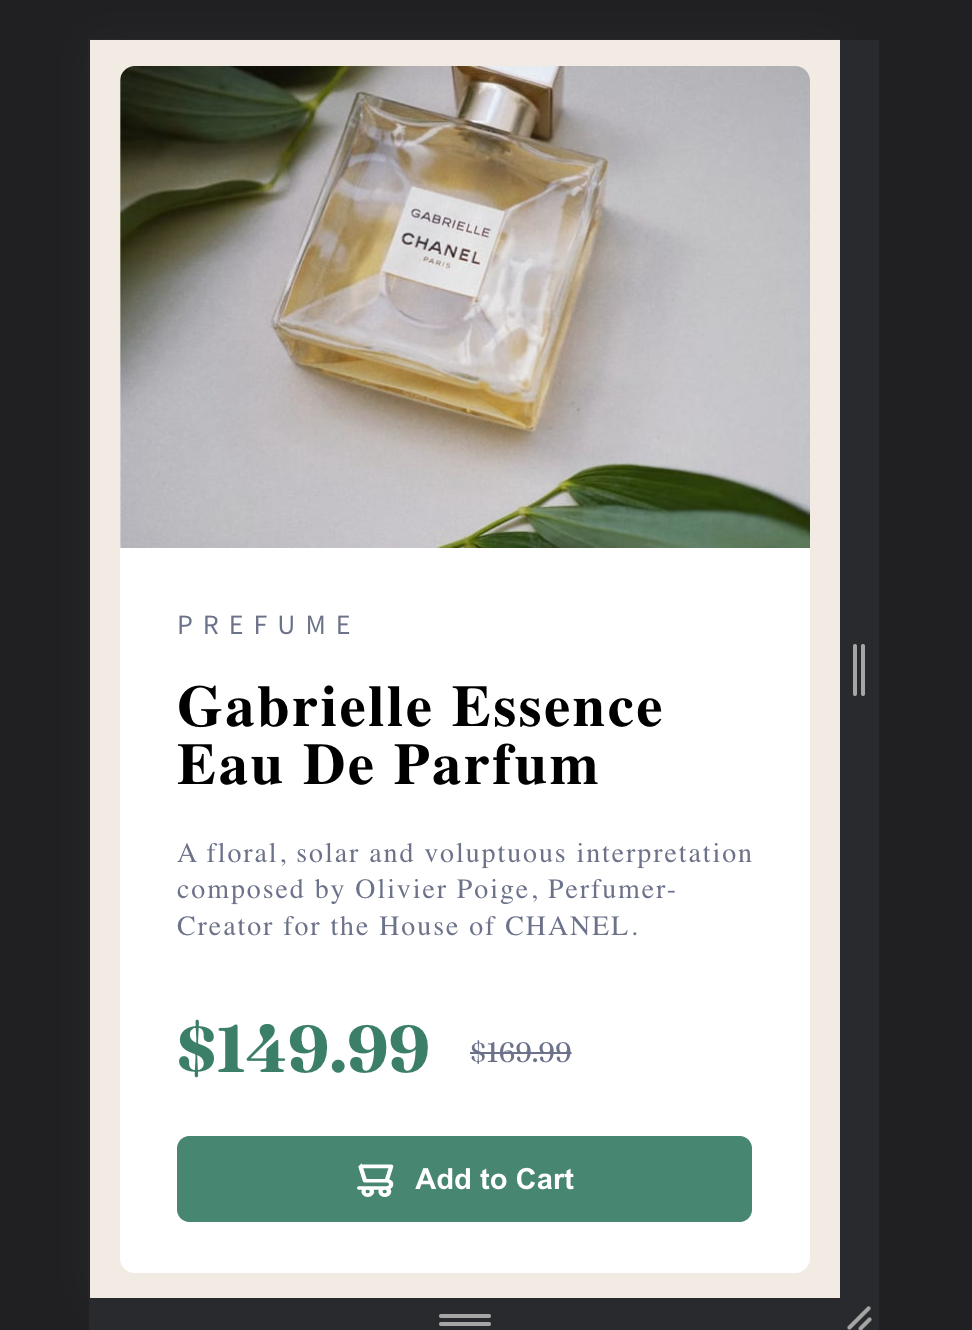 GABRIELLE
CHANEL
PARIS
PREFUME
Gabrielle Essence
Eau De Parfum
A floral, solar and voluptuous interpretation
composed by Olivier Poige, Perfumer-
Creator for the House of CHANEL.
$149.99 $169.99
Add to Cart